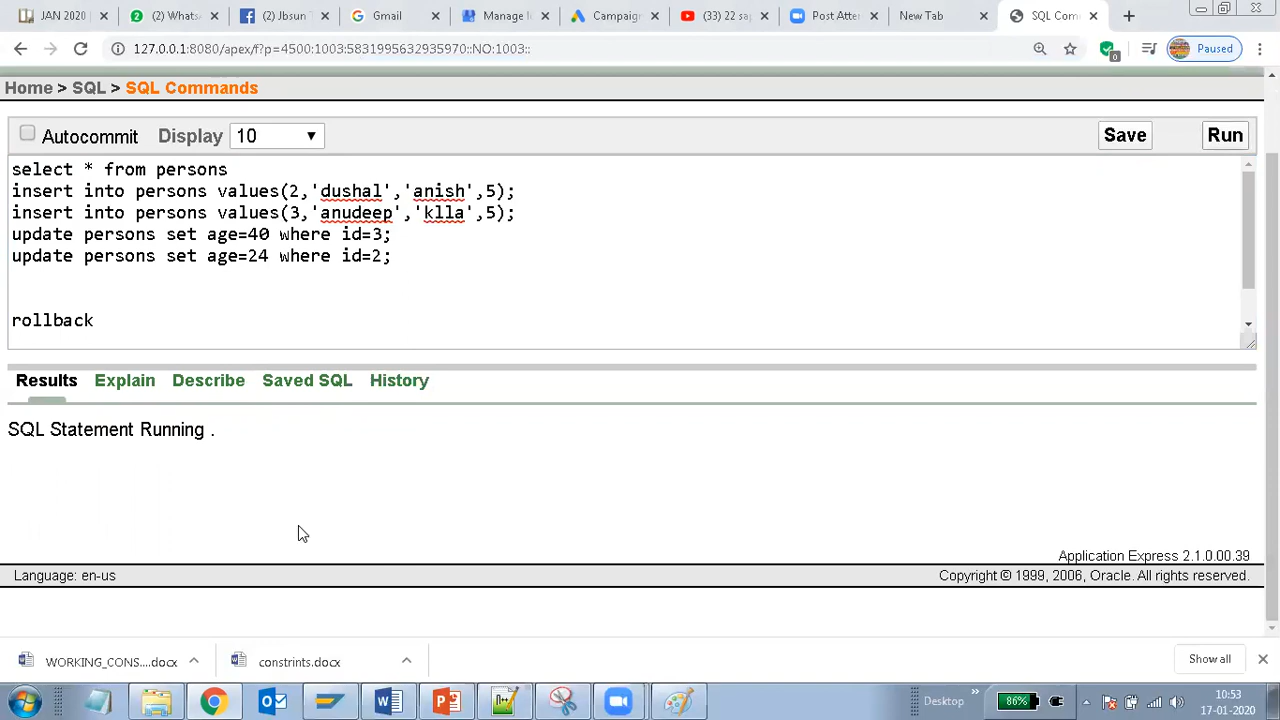 JAN 2020
(2) Whats
(2) Jbsun T
Gmail
Manage I
Campaig
(33) 22 sa
Post Atte
New Tab
SQL Com
127.0.0.1:8080/apex/f?p=4500:1003:5831995632935970::NO:1003::
0
Paused
Home > SQL > SQL Commands
Autocommit Display 10 Save Run
select * from persons
insert into persons values(2,'dushal','anish',5);
insert into persons values(3,'anudeep','klla',5);
update persons set age=40 where id=3;
update persons set age=24 where id=2;
rollback
Results Explain Describe Saved SQL History
SQL Statement Running .
Application Express 2.1.0.00.39
Language: en-us
Copyright © 1999, 2006, Oracle. All rights reserved.
WORKING_CONS....docx
constrints.docx
Show all
Desktop
86%
10:53
17-01-2020